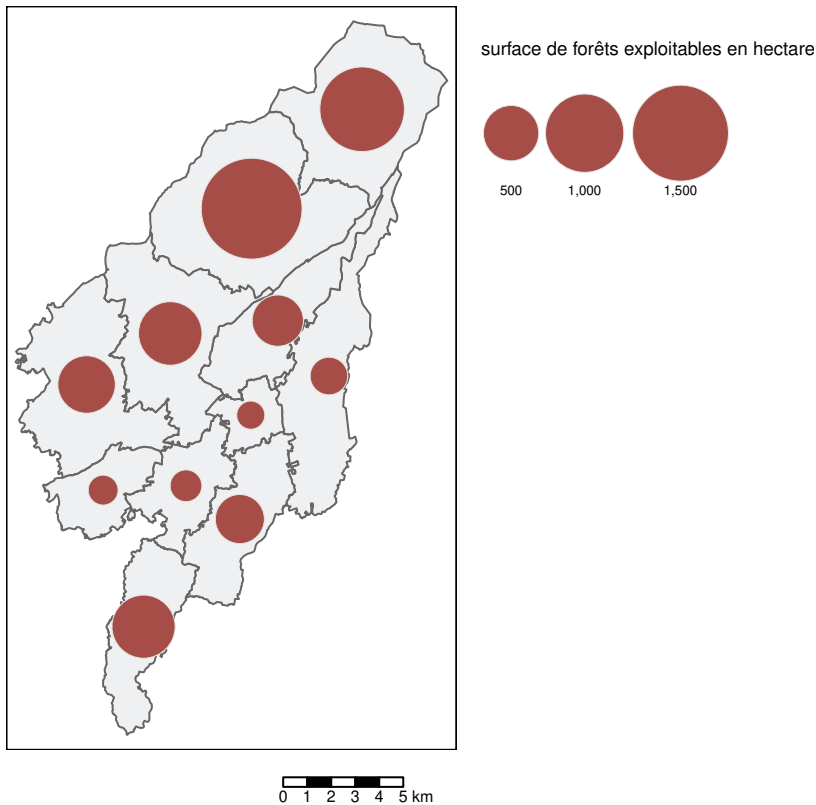 surface de forêts exploitables en hectare
500 1,000 1,500
0 1 2 3 4 5 km